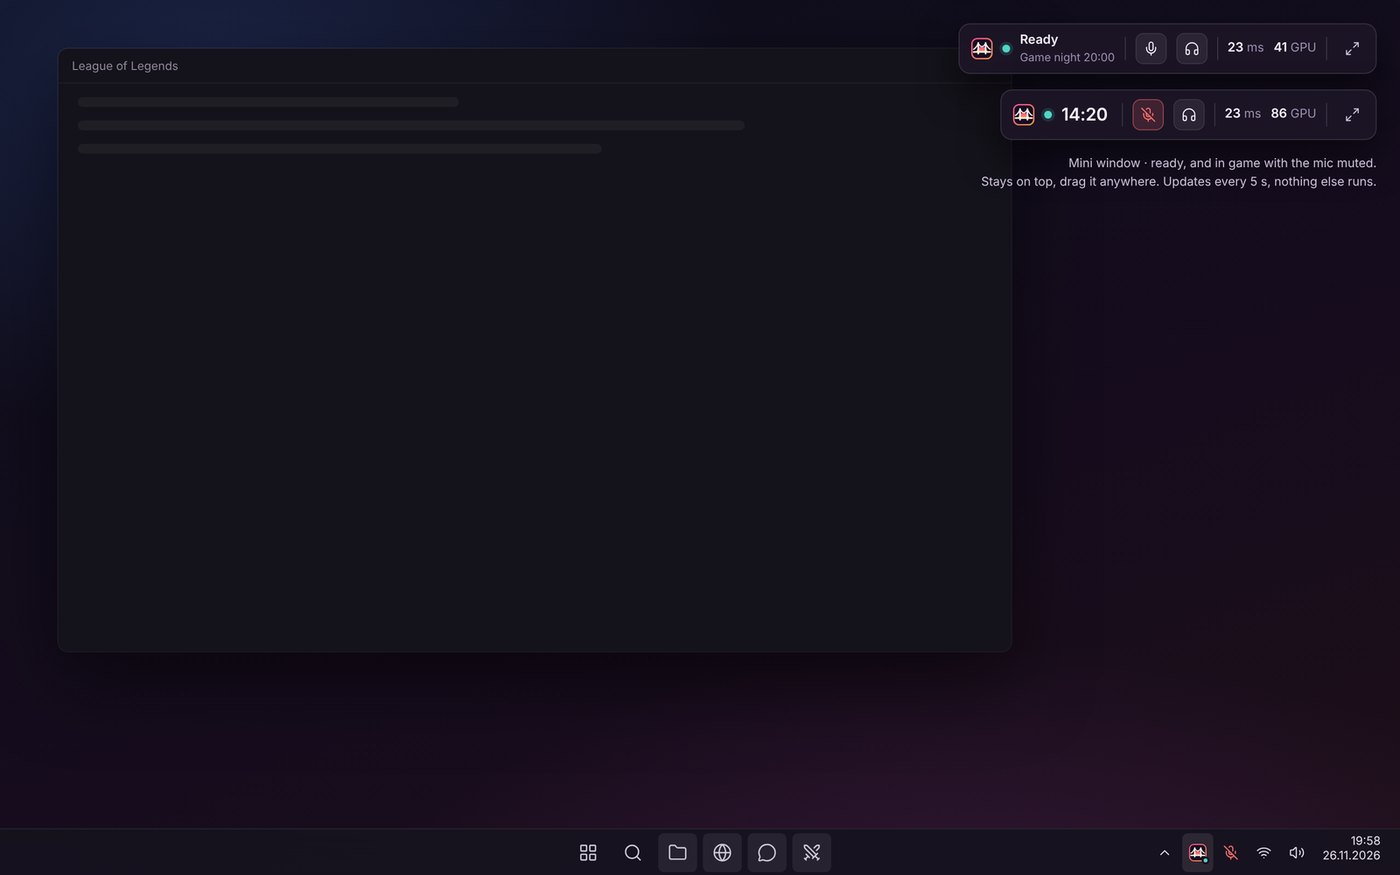 League of Legends
Ready
Game night 20:00
23 ms 41 GPU
14:20
23 ms 86 GPU
Mini window · ready, and in game with the mic muted.
Stays on top, drag it anywhere. Updates every 5 s, nothing else runs.
19:58
26.11.2026